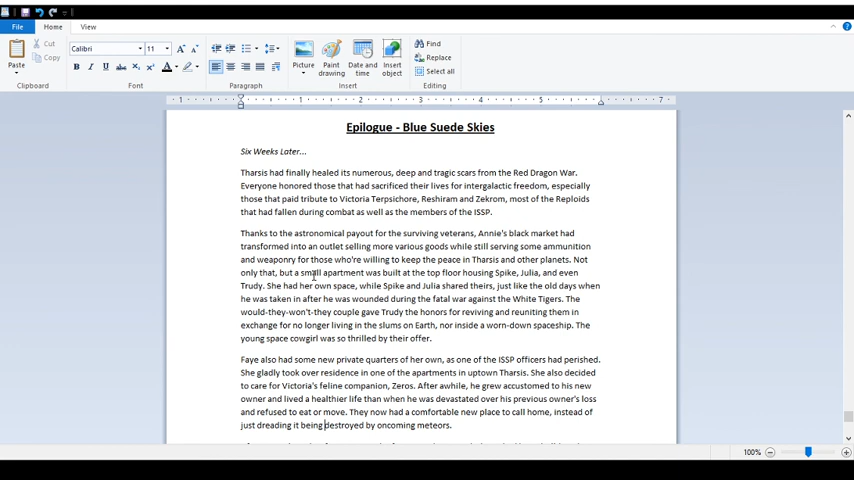 File Home View
Cut
Copy
Paste
Clipboard
Calibri 11
Font
Paragraph
Picture
Paint drawing
Date and time
Insert object
Insert
Find
Replace
Select all
Editing
1 1 2 3 4 5 7
Epilogue - Blue Suede Skies
Six Weeks Later...
Tharsis had finally healed its numerous, deep and tragic scars from the Red Dragon War.
Everyone honored those that had sacrificed their lives for intergalactic freedom, especially
those that paid tribute to Victoria Terpsichore, Reshiram and Zekrom, most of the Reploids
that had fallen during combat as well as the members of the ISSP.
Thanks to the astronomical payout for the surviving veterans, Annie's black market had
transformed into an outlet selling more various goods while still serving some ammunition
and weaponry for those who're willing to keep the peace in Tharsis and other planets. Not
only that, but a small apartment was built at the top floor housing Spike, Julia, and even
Trudy. She had her own space, while Spike and Julia shared theirs, just like the old days when
he was taken in after he was wounded during the fatal war against the White Tigers. The
would-they-won't-they couple gave Trudy the honors for reviving and reuniting them in
exchange for no longer living in the slums on Earth, nor inside a worn-down spaceship. The
young space cowgirl was so thrilled by their offer.
Faye also had some new private quarters of her own, as one of the ISSP officers had perished.
She gladly took over residence in one of the apartments in uptown Tharsis. She also decided
to care for Victoria's feline companion, Zeros. After awhile, he grew accustomed to his new
owner and lived a healthier life than when he was devastated over his previous owner's loss
and refused to eat or move. They now had a comfortable new place to call home, instead of
just dreading it being destroyed by oncoming meteors.
100%